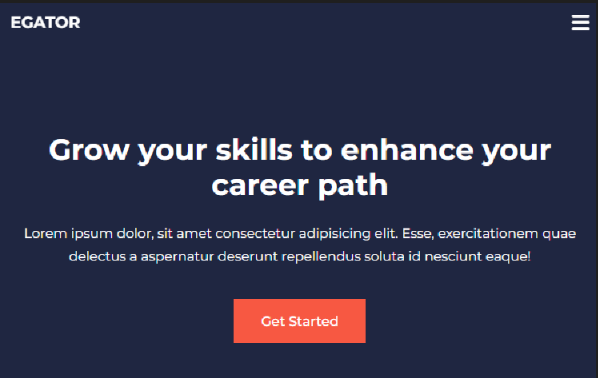 EGATOR
Grow your skills to enhance your
career path
Lorem ipsum dolor, sit amet consectetur adipisicing elit. Esse, exercitationem quae
delectus a aspernatur deserunt repellendus soluta id nesciunt eaque!
Get Started